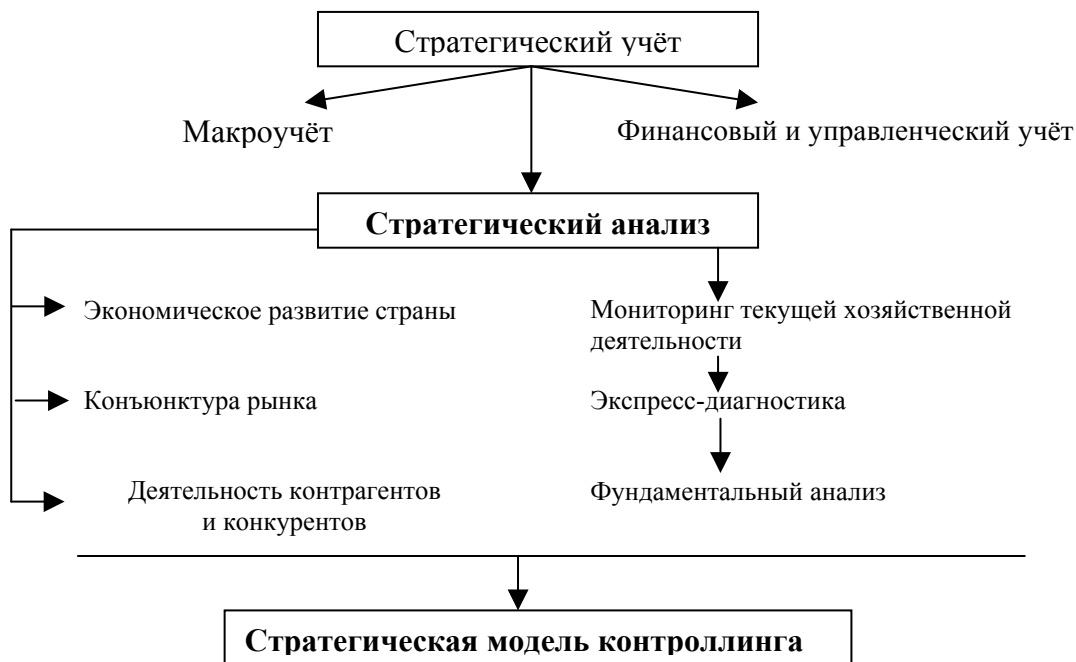 Стратегический учёт
Макроучёт
Финансовый и управленческий учёт
Стратегический анализ
Экономическое развитие страны
Мониторинг текущей хозяйственной
деятельности
Конъюнктура рынка
Экспресс-диагностика
Деятельность контрагентов
и конкурентов
Фундаментальный анализ
Стратегическая модель контроллинга